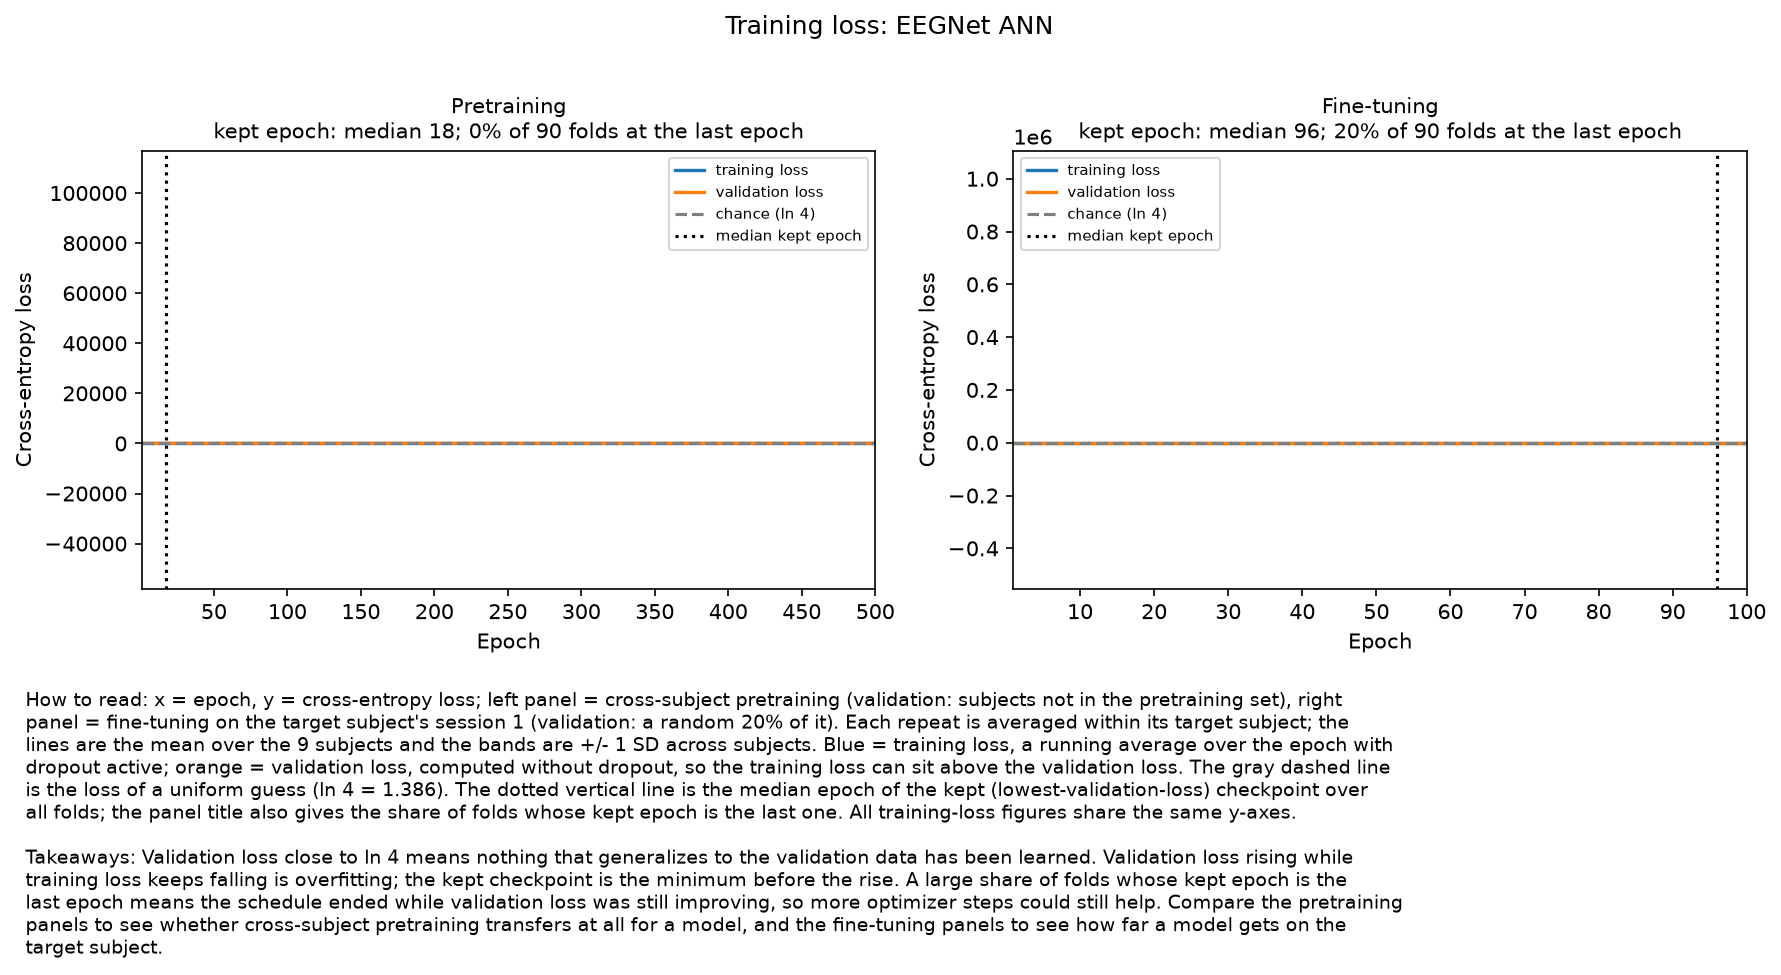 Training loss: EEGNet ANN
Pretraining
kept epoch: median 18; 0% of 90 folds at the last epoch
Cross-entropy loss
100000
80000
60000
40000
20000
0
−20000
−40000
training loss
validation loss
chance (ln 4)
median kept epoch
50 100 150 200 250 300 350 400 450 500
Epoch
Fine-tuning
kept epoch: median 96; 20% of 90 folds at the last epoch
1e6
Cross-entropy loss
1.0
0.8
0.6
0.4
0.2
0.0
−0.2
−0.4
training loss
validation loss
chance (ln 4)
median kept epoch
10 20 30 40 50 60 70 80 90 100
Epoch
How to read: x = epoch, y = cross-entropy loss; left panel = cross-subject pretraining (validation: subjects not in the pretraining set), right
panel = fine-tuning on the target subject's session 1 (validation: a random 20% of it). Each repeat is averaged within its target subject; the
lines are the mean over the 9 subjects and the bands are +/- 1 SD across subjects. Blue = training loss, a running average over the epoch with
dropout active; orange = validation loss, computed without dropout, so the training loss can sit above the validation loss. The gray dashed line
is the loss of a uniform guess (ln 4 = 1.386). The dotted vertical line is the median epoch of the kept (lowest-validation-loss) checkpoint over
all folds; the panel title also gives the share of folds whose kept epoch is the last one. All training-loss figures share the same y-axes.
Takeaways: Validation loss close to ln 4 means nothing that generalizes to the validation data has been learned. Validation loss rising while
training loss keeps falling is overfitting; the kept checkpoint is the minimum before the rise. A large share of folds whose kept epoch is the
last epoch means the schedule ended while validation loss was still improving, so more optimizer steps could still help. Compare the pretraining
panels to see whether cross-subject pretraining transfers at all for a model, and the fine-tuning panels to see how far a model gets on the
target subject.